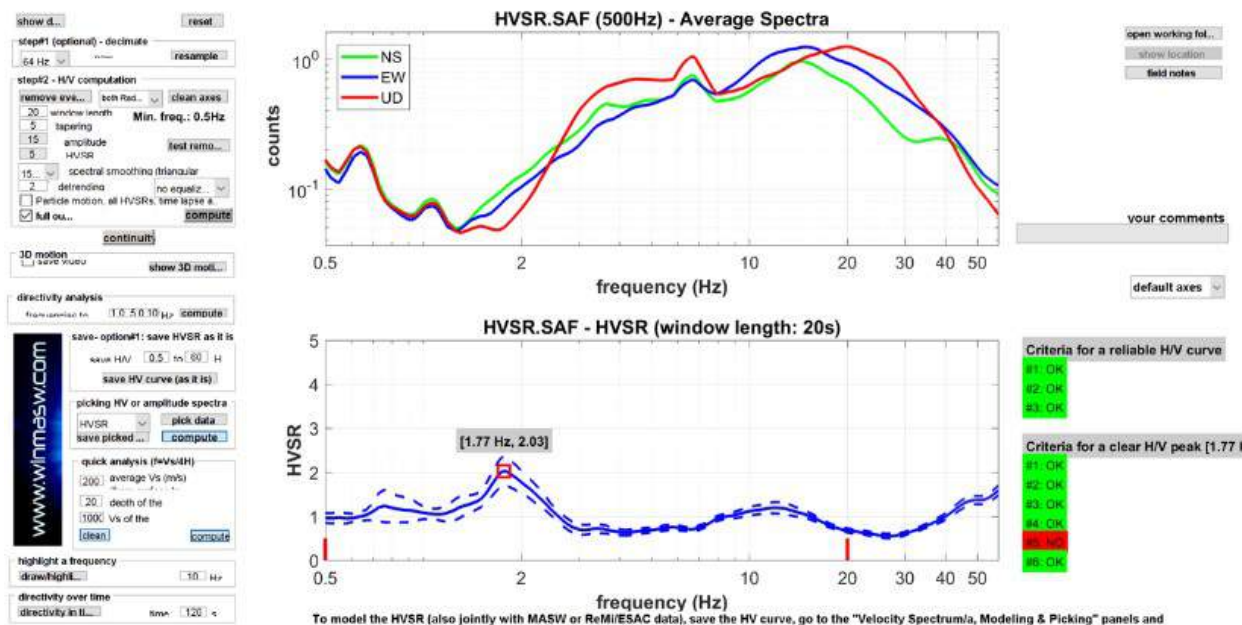 show d...
reset
step#1 (optional) - decimate
64 Hz
resample
step#2 - H/V computation
remove eve...
both Rad...
clean axes
20 window length
Min. freq.: 0.5Hz
5 tapering
15 amplitude
test remo...
5 HVSR
15...
spectral smoothing (triangular
2 detrending
no equaliz...
Particle motion, all HVSRs, time lapse a.
full ou...
compute
continuity
3D motion
save video
show 3D moti...
directivity analysis
frequencies to
1.0 5.0 10 Hz
compute
www.winmasw.com
save- option#1: save HVSR as it is
save H/V 0.5 to 60 H
save HV curve (as it is)
picking HV or amplitude spectra
HVSR
pick data
save picked ...
compute
quick analysis (f=Vs/4H)
200 average Vs (m/s)
20 depth of the
1000 Vs of the
clean
compute
highlight a frequency
draw/highli...
10 Hz
directivity over time
directivity in ti...
time: 120 s
HVSR.SAF (500Hz) - Average Spectra
NS
EW
UD
counts
10^0
10^-1
0.5 2 10 20 30 40 50
frequency (Hz)
HVSR.SAF - HVSR (window length: 20s)
[1.77 Hz, 2.03]
HVSR
5
4
3
2
1
0
0.5 2 10 20 30 40 50
frequency (Hz)
To model the HVSR (also jointly with MASW or ReMi/ESAC data), save the HV curve, go to the "Velocity Spectrum/a, Modeling & Picking" panels and
open working fol...
show location
field notes
your comments
default axes
Criteria for a reliable H/V curve
#1: OK
#2: OK
#3: OK
Criteria for a clear H/V peak [1.77
#1: OK
#2: OK
#3: OK
#4: OK
#5: NO
#6: OK